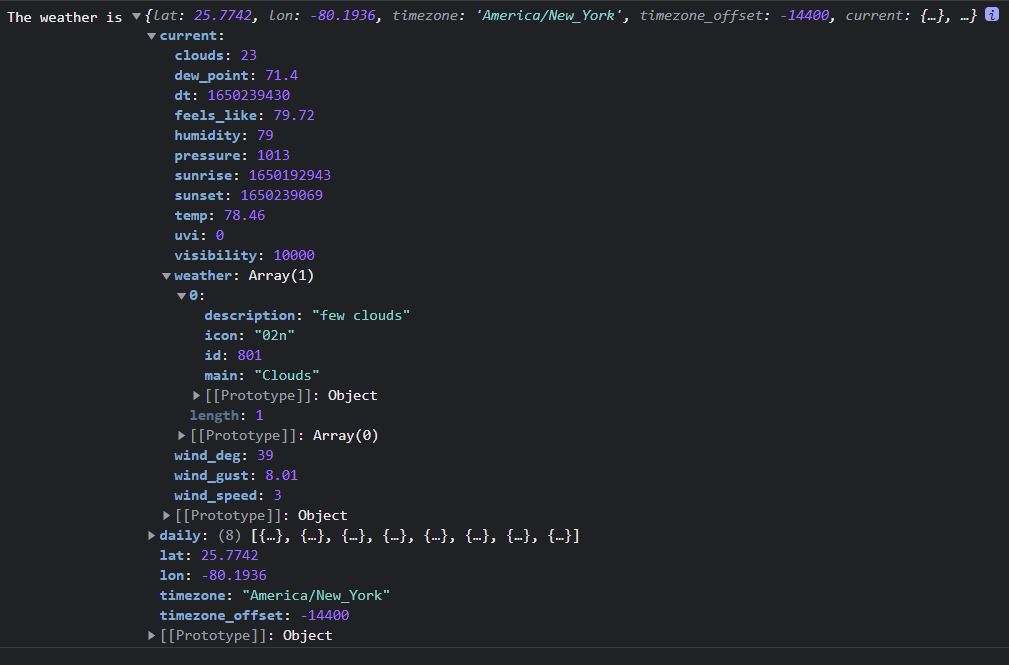 The weather is ▼{lat: 25.7742, lon: -80.1936, timezone: 'America/New_York', timezone_offset: -14400, current: {…}, …} i
▼current:
clouds: 23
dew_point: 71.4
dt: 1650239430
feels_like: 79.72
humidity: 79
pressure: 1013
sunrise: 1650192943
sunset: 1650239069
temp: 78.46
uvi: 0
visibility: 10000
▼weather: Array(1)
▼0:
description: "few clouds"
icon: "02n"
id: 801
main: "Clouds"
▶[[Prototype]]: Object
length: 1
▶[[Prototype]]: Array(0)
wind_deg: 39
wind_gust: 8.01
wind_speed: 3
▶[[Prototype]]: Object
▶daily: (8) [{…}, {…}, {…}, {…}, {…}, {…}, {…}, {…}]
lat: 25.7742
lon: -80.1936
timezone: "America/New_York"
timezone_offset: -14400
▶[[Prototype]]: Object